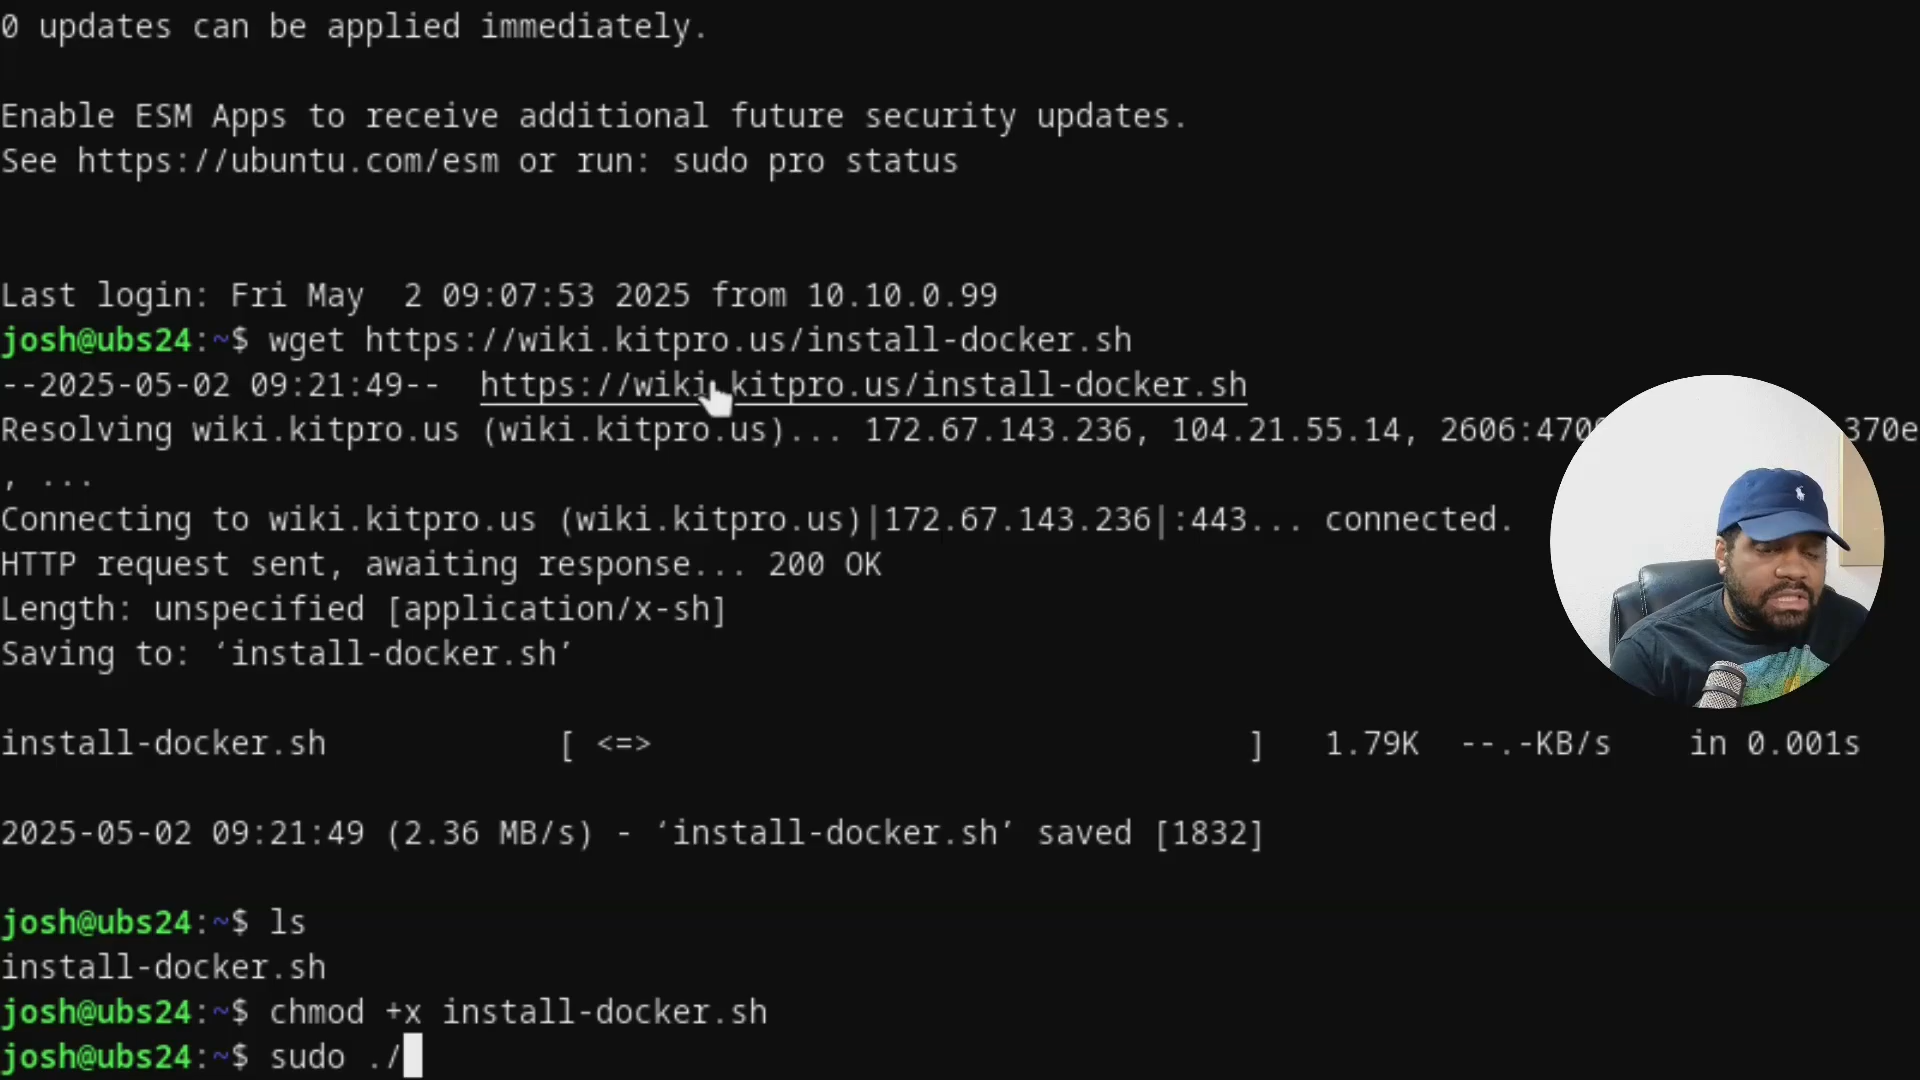 0 updates can be applied immediately.
Enable ESM Apps to receive additional future security updates.
See https://ubuntu.com/esm or run: sudo pro status
Last login: Fri May  2 09:07:53 2025 from 10.10.0.99
josh@ubs24:~$ wget https://wiki.kitpro.us/install-docker.sh
--2025-05-02 09:21:49--  https://wiki.kitpro.us/install-docker.sh
Resolving wiki.kitpro.us (wiki.kitpro.us)... 172.67.143.236, 104.21.55.14,
, ...
Connecting to wiki.kitpro.us (wiki.kitpro.us)|172.67.143.236|:443... connected.
HTTP request sent, awaiting response... 200 OK
Length: unspecified [application/x-sh]
Saving to: ‘install-docker.sh’
install-docker.sh [ <=> ] 1.79K --.-KB/s in 0.001s
2025-05-02 09:21:49 (2.36 MB/s) - ‘install-docker.sh’ saved [1832]
josh@ubs24:~$ ls
install-docker.sh
josh@ubs24:~$ chmod +x install-docker.sh
josh@ubs24:~$ sudo ./